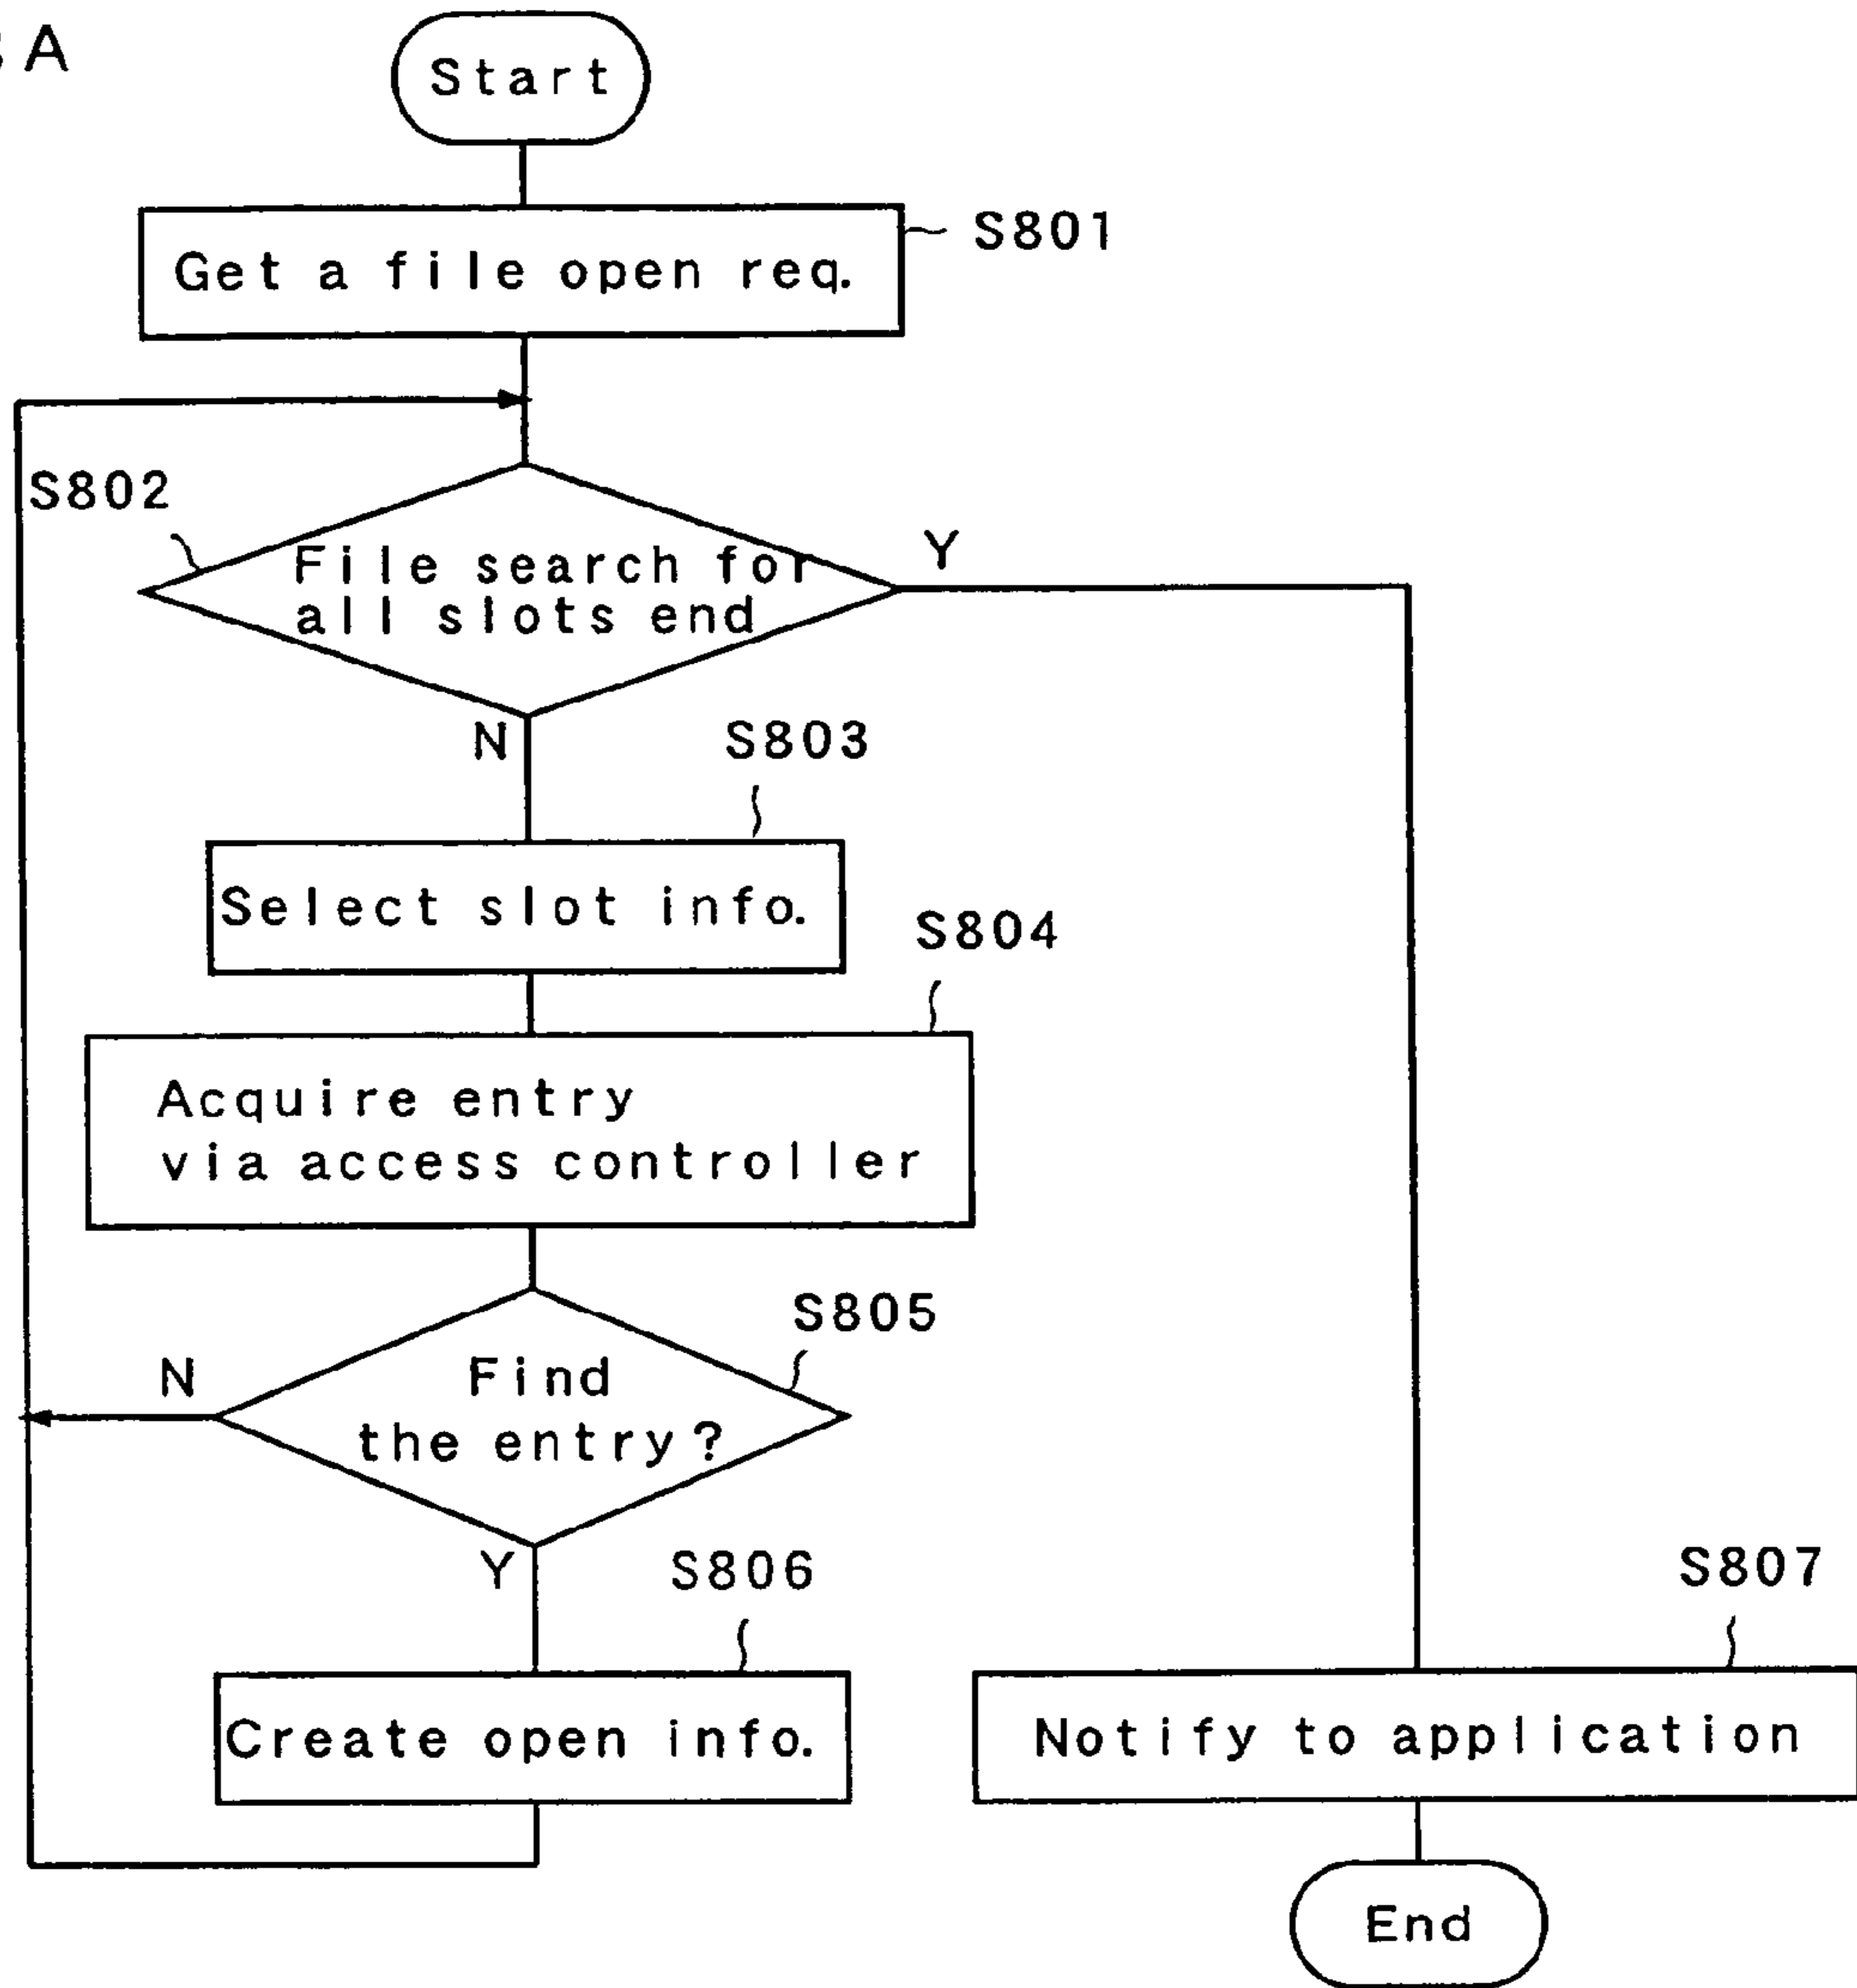 A
Start
S801
Get a file open req.
S802
File search for
all slots end
Y
N
S803
Select slot info.
S804
Acquire entry
via access controller
S805
N
Find
the entry?
Y
S806
S807
Create open info.
Notify to application
End